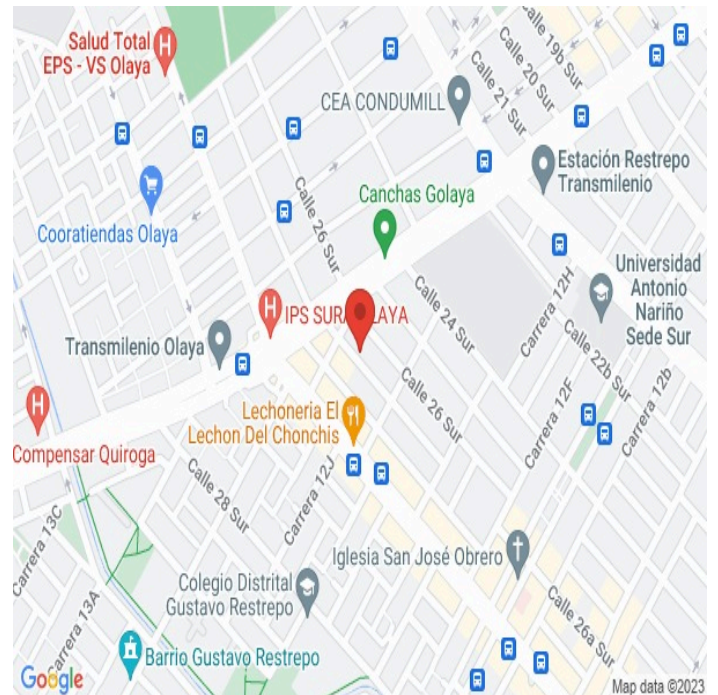 Salud Total
EPS - VS Olaya
Calle 19b Sur
Calle 20 Sur
Calle 21 Sur
CEA CONDUMILL
Estación Restrepo
Transmilenio
Canchas Golaya
Cooratiendas Olaya
Calle 26 Sur
Universidad
Antonio
Nariño
Sede Sur
Carrera 12H
Calle 24 Sur
IPS SURA OLAYA
Transmilenio Olaya
Calle 22b Sur
Carrera 12b
Carrera 12F
Calle 26 Sur
Lechoneria El
Lechon Del Chonchis
Compensar Quiroga
Calle 28 Sur
Carrera 12J
Carrera 13C
Iglesia San José Obrero
Colegio Distrital
Gustavo Restrepo
Carrera 13A
Calle 26a Sur
Barrio Gustavo Restrepo
Google
Map data ©2023